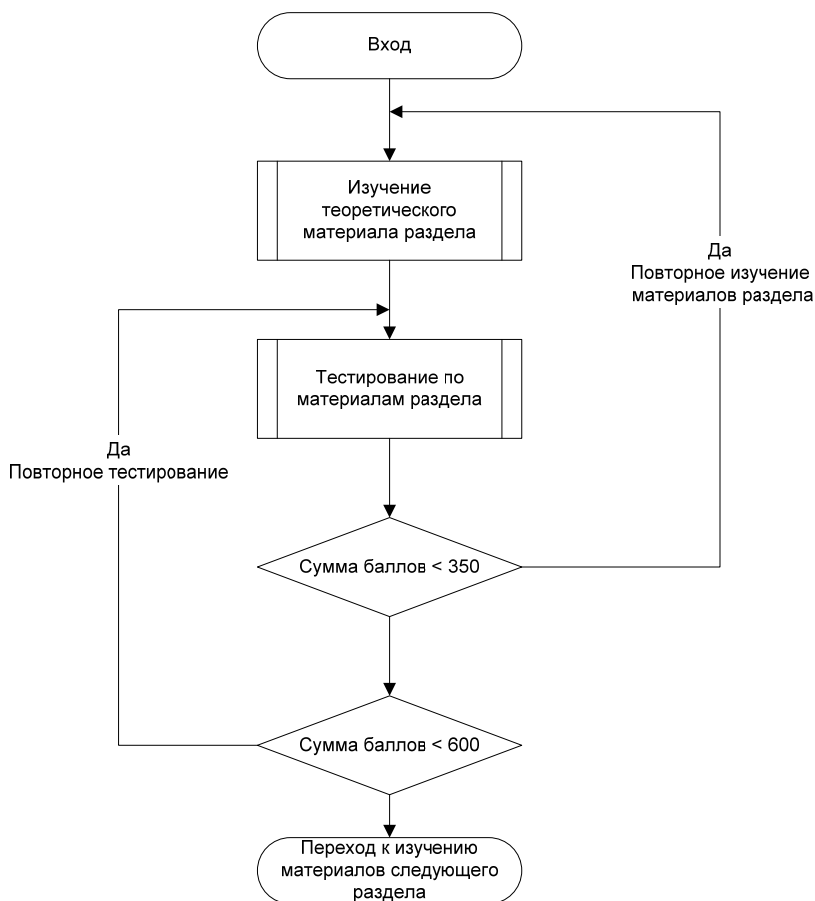 Вход
Изучение
теоретического
материала раздела
Да
Повторное изучение
материалов раздела
Тестирование по
материалам раздела
Да
Повторное тестирование
Сумма баллов < 350
Сумма баллов < 600
Переход к изучению
материалов следующего
раздела